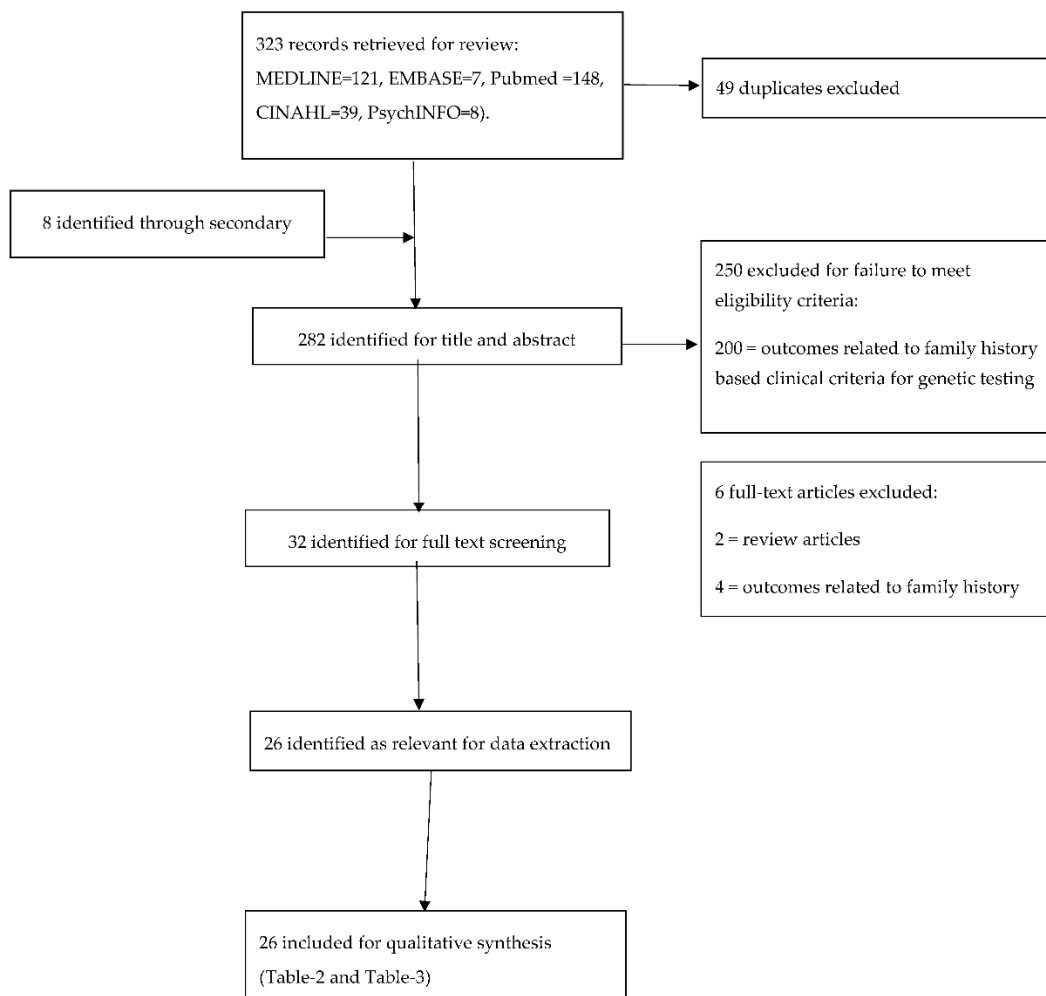 323 records retrieved for review:
MEDLINE=121, EMBASE=7, Pubmed =148,
CINAHL=39, PsychINFO=8).
49 duplicates excluded
8 identified through secondary
250 excluded for failure to meet
eligibility criteria:
200 = outcomes related to family history
based clinical criteria for genetic testing
282 identified for title and abstract
6 full-text articles excluded:
2 = review articles
4 = outcomes related to family history
32 identified for full text screening
26 identified as relevant for data extraction
26 included for qualitative synthesis
(Table-2 and Table-3)